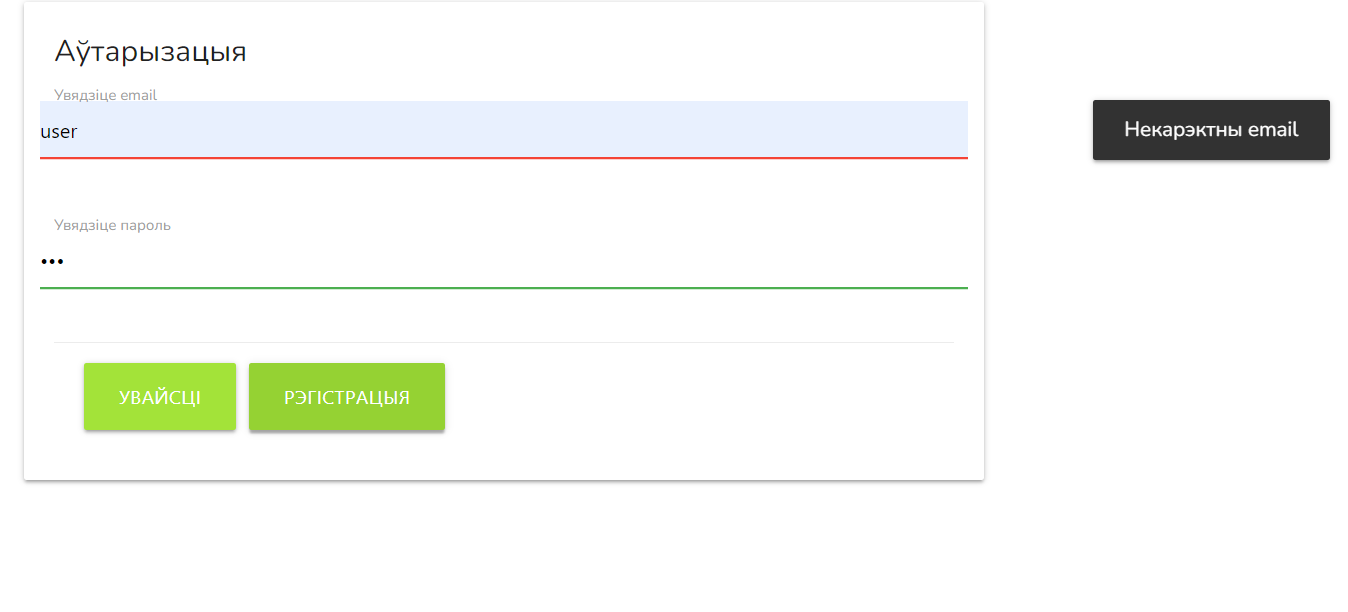 Аўтарызацыя
Увядзіце email
user
Некарэктны email
Увядзіце пароль
•••
УВАЙСЦІ
РЭГІСТРАЦЫЯ